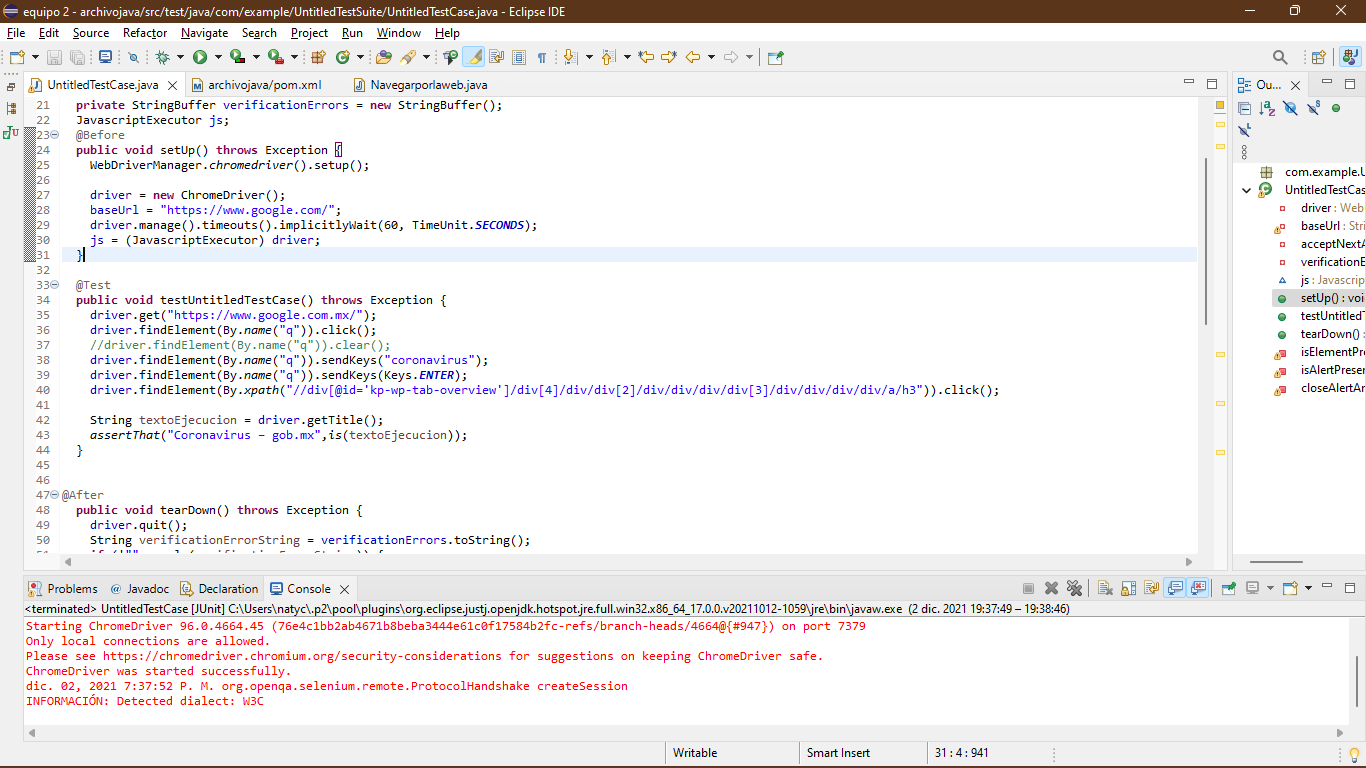 equipo 2 - archivojava/src/test/java/com/example/UntitledTestSuite/UntitledTestCase.java - Eclipse IDE
File Edit Source Refactor Navigate Search Project Run Window Help
UntitledTestCase.java archivojava/pom.xml Navegarporlaweb.java
21 private StringBuffer verificationErrors = new StringBuffer();
22 JavascriptExecutor js;
23 @Before
24 public void setUp() throws Exception {
25 WebDriverManager.chromedriver().setup();
26
27 driver = new ChromeDriver();
28 baseUrl = "https://www.google.com/";
29 driver.manage().timeouts().implicitlyWait(60, TimeUnit.SECONDS);
30 js = (JavascriptExecutor) driver;
31 }
32
33 @Test
34 public void testUntitledTestCase() throws Exception {
35 driver.get("https://www.google.com.mx/");
36 driver.findElement(By.name("q")).click();
37 //driver.findElement(By.name("q")).clear();
38 driver.findElement(By.name("q")).sendKeys("coronavirus");
39 driver.findElement(By.name("q")).sendKeys(Keys.ENTER);
40 driver.findElement(By.xpath("//div[@id='kp-wp-tab-overview']/div[4]/div/div[2]/div/div/div/div[3]/div/div/div/div/a/h3")).click();
41
42 String textoEjecucion = driver.getTitle();
43 assertThat("Coronavirus – gob.mx",is(textoEjecucion));
44 }
45
46
47 @After
48 public void tearDown() throws Exception {
49 driver.quit();
50 String verificationErrorString = verificationErrors.toString();
Ou...
com.example.U
UntitledTestCas
driver : Web
baseUrl : Stri
acceptNextA
verificationE
js : Javascrip
setUp() : voi
testUntitledT
tearDown() :
isElementPre
isAlertPresen
closeAlertAn
Problems Javadoc Declaration Console
<terminated> UntitledTestCase [JUnit] C:\Users\natyc\.p2\pool\plugins\org.eclipse.justj.openjdk.hotspot.jre.full.win32.x86_64_17.0.0.v20211012-1059\jre\bin\javaw.exe (2 dic. 2021 19:37:49 – 19:38:46)
Starting ChromeDriver 96.0.4664.45 (76e4c1bb2ab4671b8beba3444e61c0f17584b2fc-refs/branch-heads/4664@{#947}) on port 7379
Only local connections are allowed.
Please see https://chromedriver.chromium.org/security-considerations for suggestions on keeping ChromeDriver safe.
ChromeDriver was started successfully.
dic. 02, 2021 7:37:52 P. M. org.openqa.selenium.remote.ProtocolHandshake createSession
INFORMACIÓN: Detected dialect: W3C
Writable Smart Insert 31 : 4 : 941